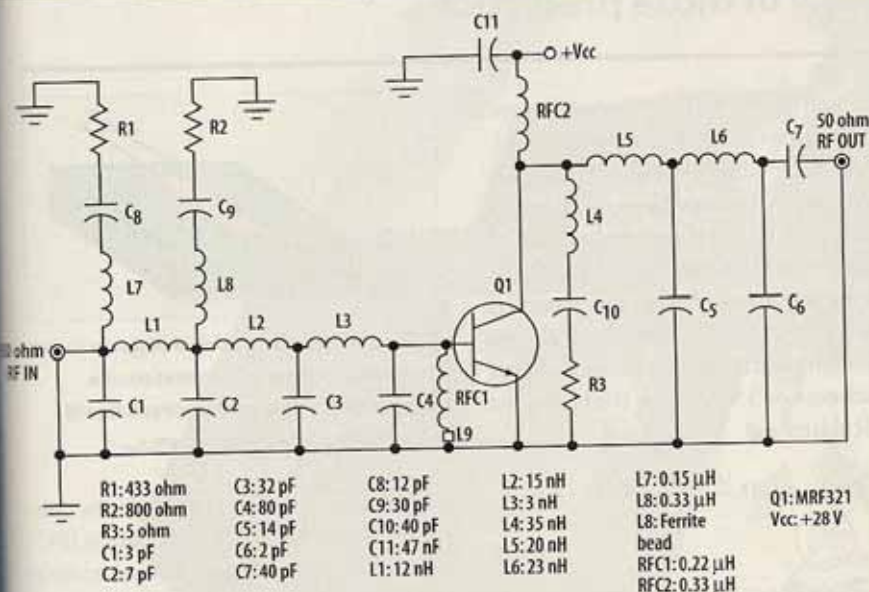 C11
+Vcc
R1
R2
RFC2
L5
L6
C7
50 ohm
RF OUT
C8
C9
L4
L7
L8
Q1
C10
C5
C6
L1
L2
L3
ohm
RF IN
C1
C2
C3
C4
RFC1
L9
R3
R1: 433 ohm
R2: 800 ohm
R3: 5 ohm
C1: 3 pF
C2: 7 pF
C3: 32 pF
C4: 80 pF
C5: 14 pF
C6: 2 pF
C7: 40 pF
C8: 12 pF
C9: 30 pF
C10: 40 pF
C11: 47 nF
L1: 12 nH
L2: 15 nH
L3: 3 nH
L4: 35 nH
L5: 20 nH
L6: 23 nH
L7: 0.15 µH
L8: 0.33 µH
L8: Ferrite
bead
RFC1: 0.22 µH
RFC2: 0.33 µH
Q1: MRF321
Vcc: +28 V